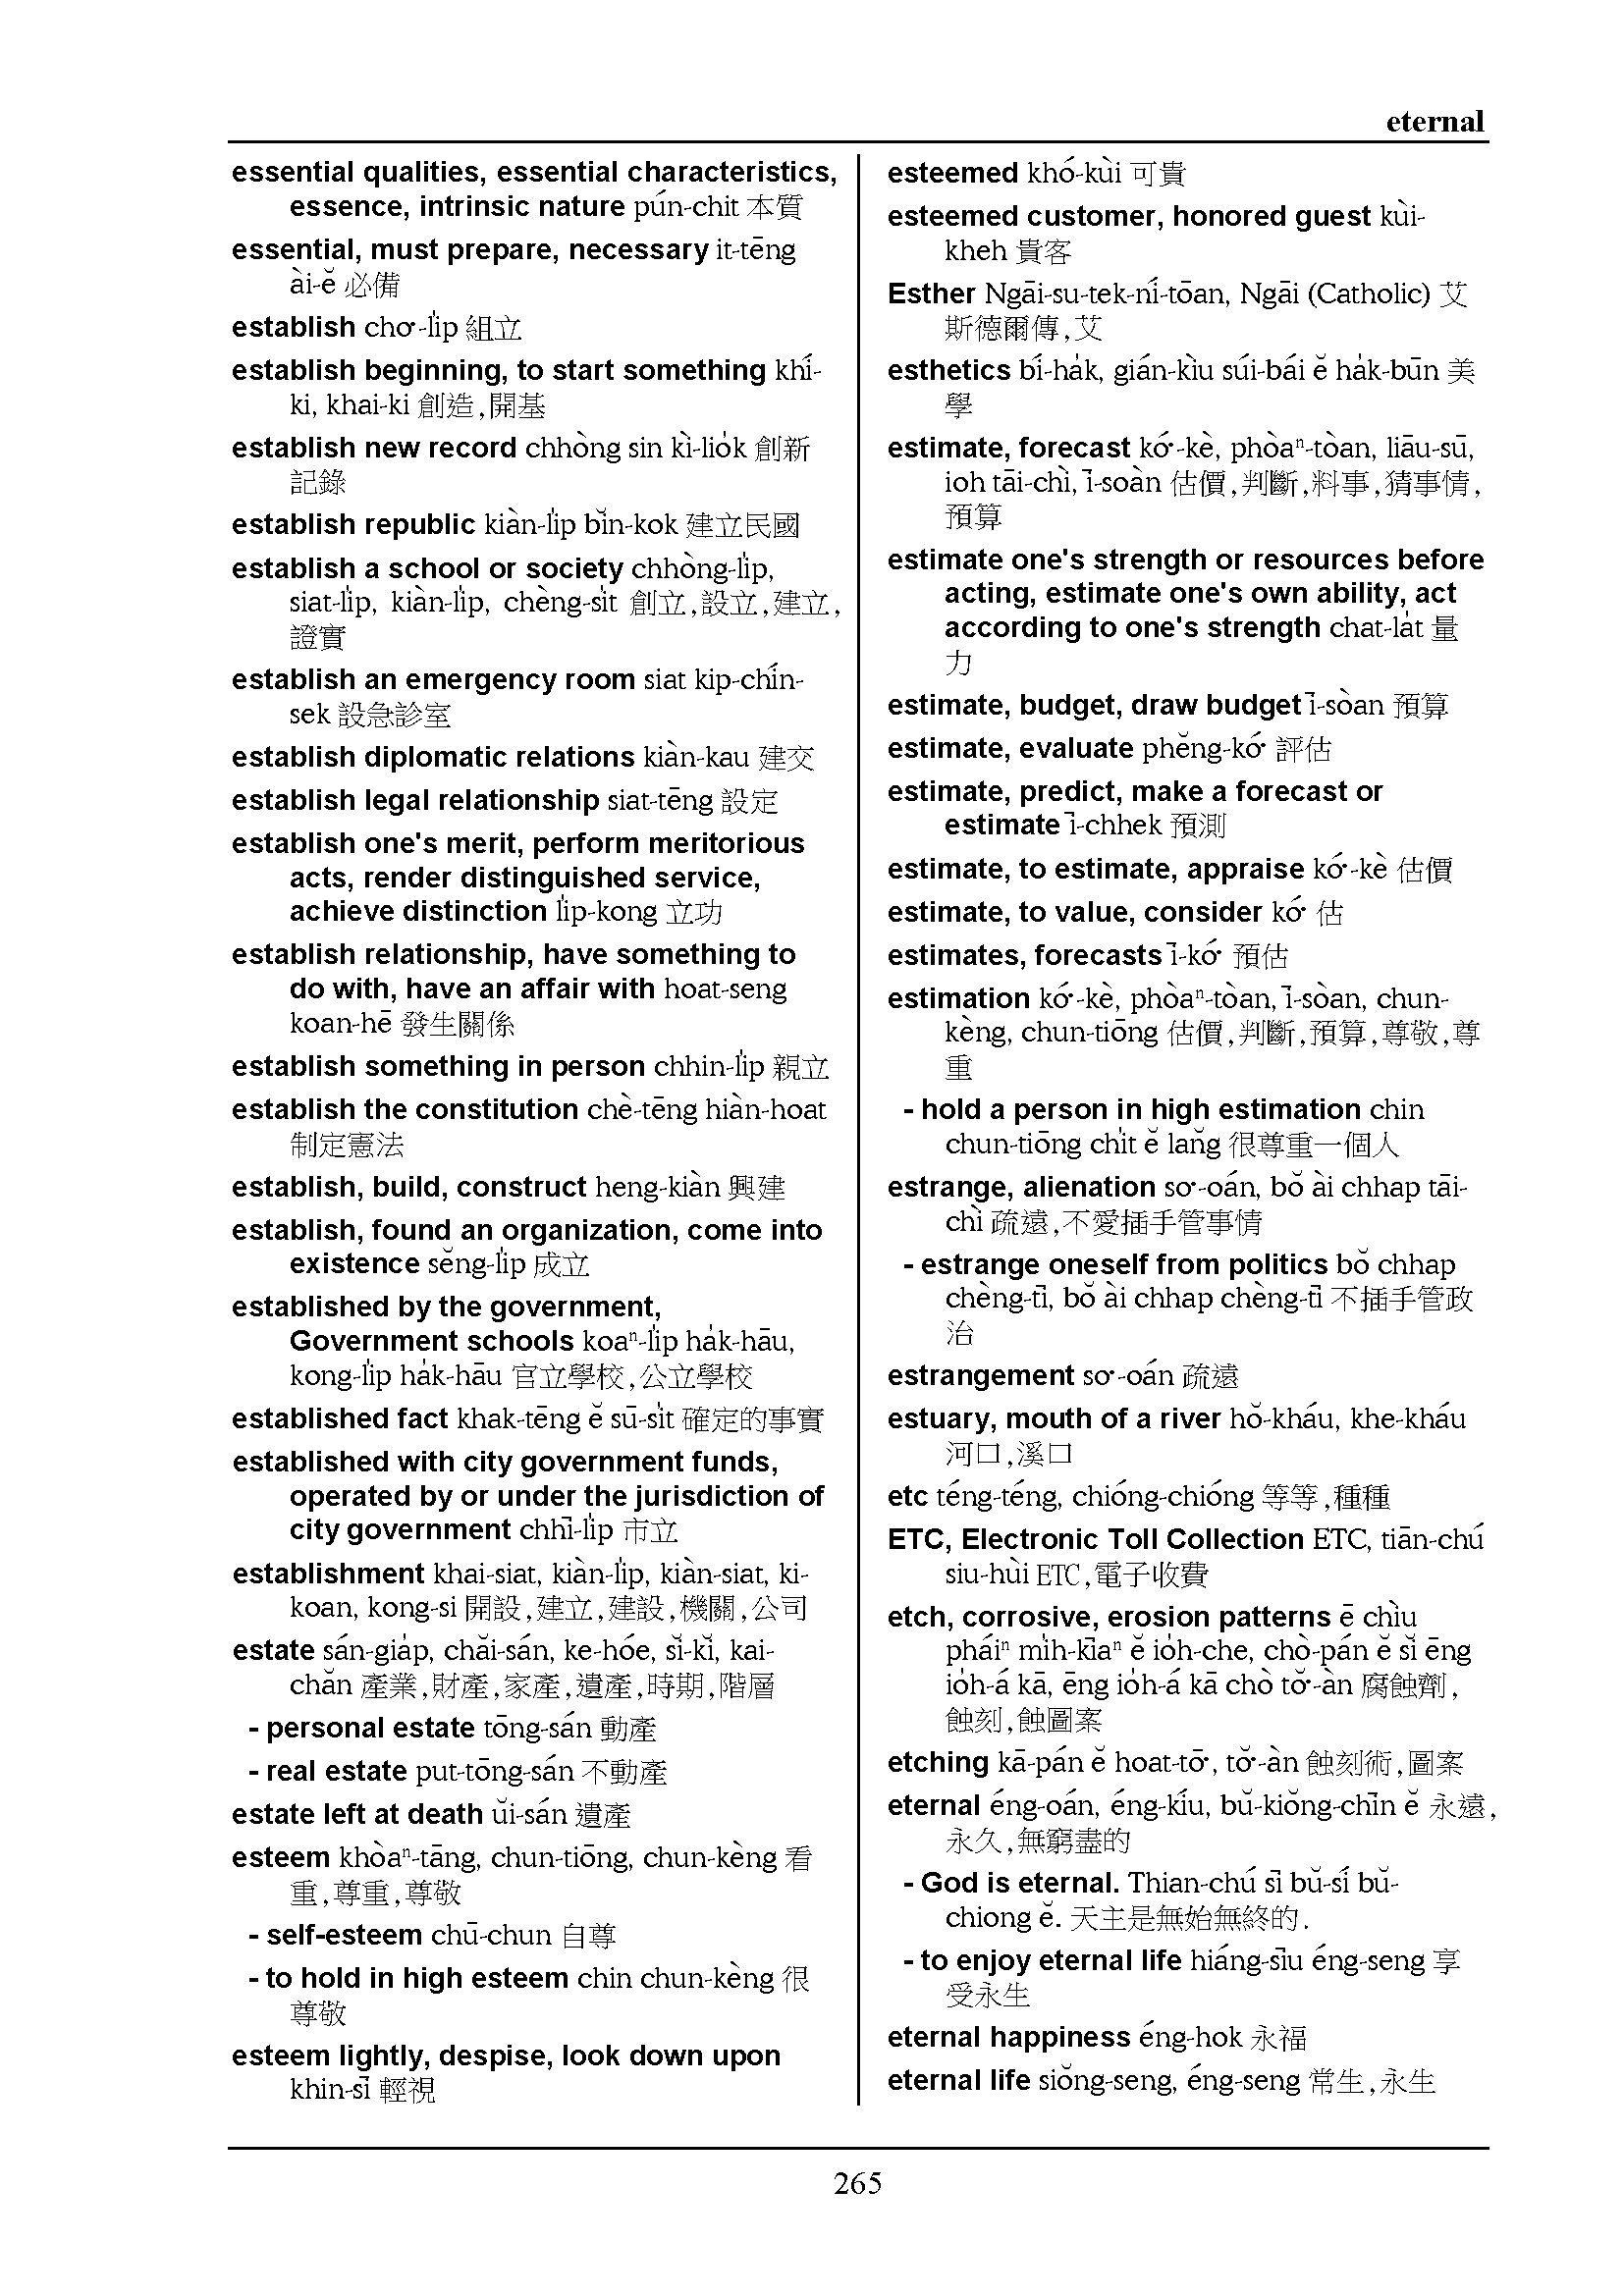 eternal
essential qualities, essential characteristics,
essence, intrinsic nature pún-chit 本質
essential, must prepare, necessary it-tēng
ài-ĕ 必備
establish cho͘-li̍p 組立
establish beginning, to start something khí-
ki, khai-ki 創造,開基
establish new record chhòng sin kì-lio̍k 創新
記錄
establish republic kiàn-li̍p bĭn-kok 建立民國
establish a school or society chhòng-li̍p,
siat-li̍p, kiàn-li̍p, chèng-si̍t 創立,設立,建立,
證實
establish an emergency room siat kip-chín-
sek 設急診室
establish diplomatic relations kiàn-kau 建交
establish legal relationship siat-tēng 設定
establish one's merit, perform meritorious
acts, render distinguished service,
achieve distinction li̍p-kong 立功
establish relationship, have something to
do with, have an affair with hoat-seng
koan-hē 發生關係
establish something in person chhin-li̍p 親立
establish the constitution chè-tēng hiàn-hoat
制定憲法
establish, build, construct heng-kiàn 興建
establish, found an organization, come into
existence sĕng-li̍p 成立
established by the government,
Government schools koaⁿ-li̍p ha̍k-hāu,
kong-li̍p ha̍k-hāu 官立學校,公立學校
established fact khak-tēng ĕ sū-si̍t 確定的事實
established with city government funds,
operated by or under the jurisdiction of
city government chhī-li̍p 市立
establishment khai-siat, kiàn-li̍p, kiàn-siat, ki-
koan, kong-si 開設,建立,建設,機關,公司
estate sán-gia̍p, chăi-sán, ke-hóe, sĭ-kĭ, kai-
chăn 產業,財產,家產,遺產,時期,階層
- personal estate tōng-sán 動產
- real estate put-tōng-sán 不動產
estate left at death ŭi-sán 遺產
esteem khòaⁿ-tāng, chun-tiōng, chun-kèng 看
重,尊重,尊敬
- self-esteem chū-chun 自尊
- to hold in high esteem chin chun-kèng 很
尊敬
esteem lightly, despise, look down upon
khin-sī 輕視
esteemed khó-kùi 可貴
esteemed customer, honored guest kùi-
kheh 貴客
Esther Ngāi-su-tek-ní-tōan, Ngāi (Catholic) 艾
斯德爾傳,艾
esthetics bí-ha̍k, gián-kìu súi-bái ĕ ha̍k-būn 美
學
estimate, forecast kó͘-kè, phòaⁿ-tòan, liāu-sū,
ioh tāi-chì, ī-soàn 估價,判斷,料事,猜事情,
預算
estimate one's strength or resources before
acting, estimate one's own ability, act
according to one's strength chat-la̍t 量
力
estimate, budget, draw budget ī-sòan 預算
estimate, evaluate phĕng-kó͘ 評估
estimate, predict, make a forecast or
estimate ī-chhek 預測
estimate, to estimate, appraise kó͘-kè 估價
estimate, to value, consider kó͘ 估
estimates, forecasts ī-kó͘ 預估
estimation kó͘-kè, phòaⁿ-tòan, ī-sòan, chun-
kèng, chun-tiōng 估價,判斷,預算,尊敬,尊
重
- hold a person in high estimation chin
chun-tiōng chi̍t ĕ lăng 很尊重一個人
estrange, alienation so͘-oán, bŏ ài chhap tāi-
chì 疏遠,不愛插手管事情
- estrange oneself from politics bŏ chhap
chèng-tī, bŏ ài chhap chèng-tī 不插手管政
治
estrangement so͘-oán 疏遠
estuary, mouth of a river hŏ-kháu, khe-kháu
河口,溪口
etc téng-téng, chióng-chióng 等等,種種
ETC, Electronic Toll Collection ETC, tiān-chú
siu-hùi ETC,電子收費
etch, corrosive, erosion patterns ē chìu
pháiⁿ mi̍h-kīaⁿ ĕ io̍h-che, chò-pán ĕ sĭ ēng
io̍h-á kā, ēng io̍h-á kā chò tŏ͘-àn 腐蝕劑,
蝕刻,蝕圖案
etching kā-pán ĕ hoat-tō͘, tŏ͘-àn 蝕刻術,圖案
eternal éng-oán, éng-kíu, bŭ-kiŏng-chīn ĕ 永遠,
永久,無窮盡的
- God is eternal. Thian-chú sī bŭ-sí bŭ-
chiong ĕ. 天主是無始無終的.
- to enjoy eternal life hiáng-sīu éng-seng 享
受永生
eternal happiness éng-hok 永福
eternal life siŏng-seng, éng-seng 常生,永生
265